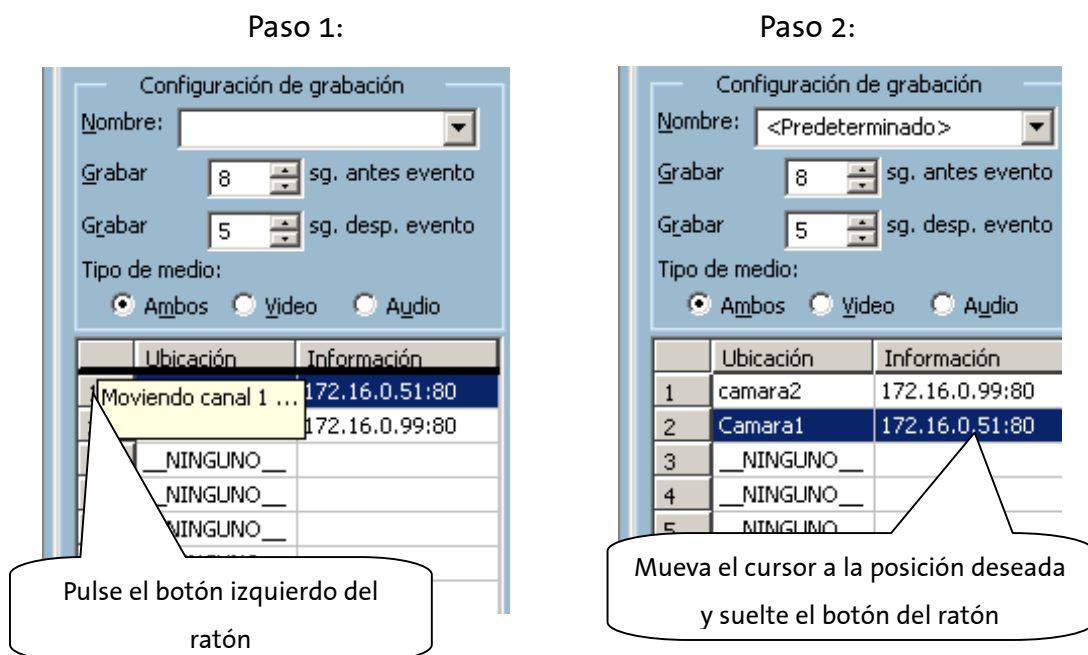 Paso 1:
Configuración de grabación
Nombre:
Grabar 8 sg. antes evento
Grabar 5 sg. desp. evento
Tipo de medio:
Ambos Video Audio
Ubicación Información
1 Moviendo canal 1 ... 172.16.0.51:80
172.16.0.99:80
__NINGUNO__
__NINGUNO__
NINGUNO__
Pulse el botón izquierdo del
ratón
Paso 2:
Configuración de grabación
Nombre: <Predeterminado>
Grabar 8 sg. antes evento
Grabar 5 sg. desp. evento
Tipo de medio:
Ambos Video Audio
Ubicación Información
1 camara2 172.16.0.99:80
2 Camara1 172.16.0.51:80
3 __NINGUNO__
4 __NINGUNO__
5 NINGUNO
Mueva el cursor a la posición deseada
y suelte el botón del ratón